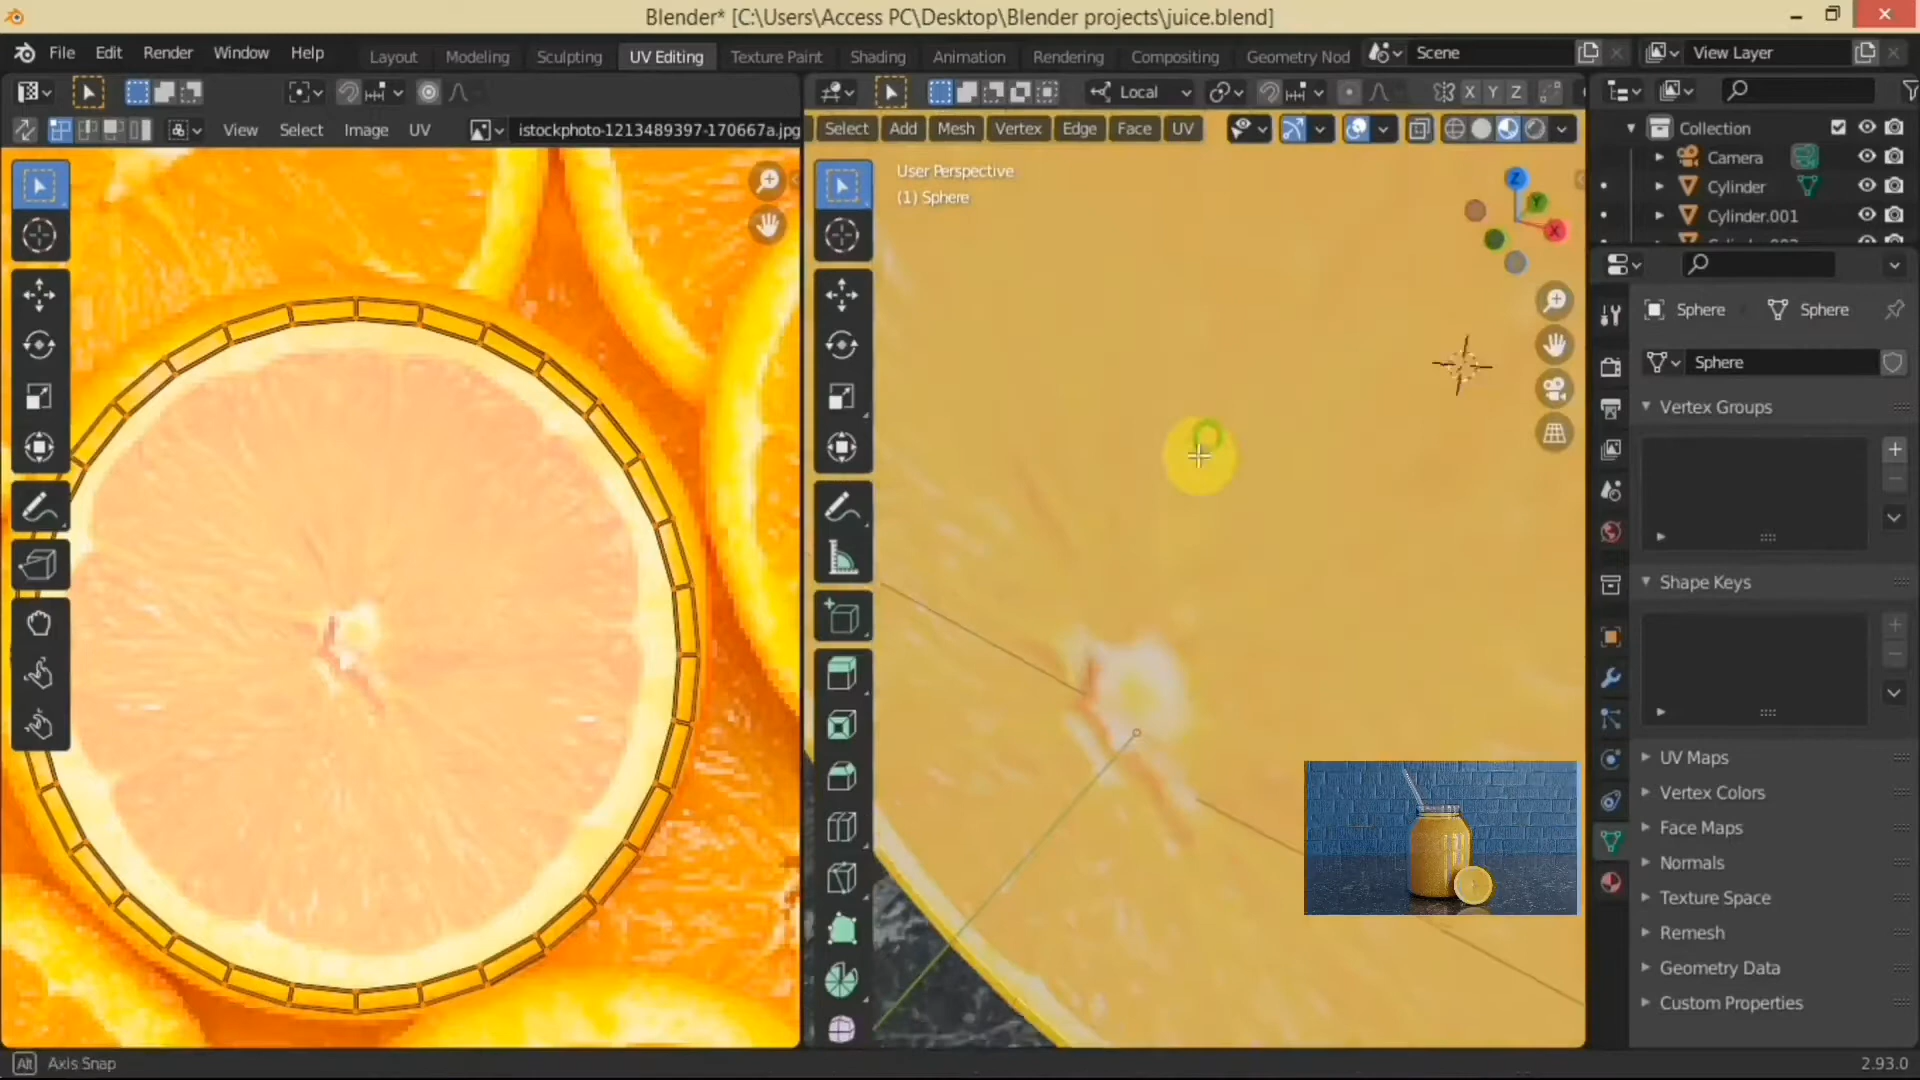 Blender* [C:\Users\Access PC\Desktop\Blender projects\juice.blend]
File Edit Render Window Help
Layout Modeling Sculpting UV Editing Texture Paint Shading Animation Rendering Compositing Geometry Nod
Scene
View Layer
Local
X Y Z
View Select Image UV
istockphoto-1213489397-170667a.jpg
Select Add Mesh Vertex Edge Face UV
User Perspective
(1) Sphere
Z
Y
X
Collection
Camera
Cylinder
Cylinder.001
Sphere
Sphere
Sphere
Vertex Groups
Shape Keys
UV Maps
Vertex Colors
Face Maps
Normals
Texture Space
Remesh
Geometry Data
Custom Properties
Alt Axis Snap
2.93.0